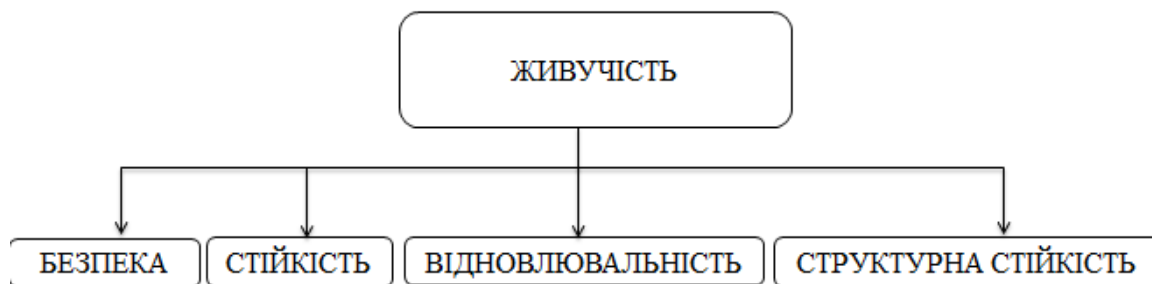 ЖИВУЧІСТЬ
БЕЗПЕКА
СТІЙКІСТЬ
ВІДНОВЛЮВАЛЬНІСТЬ
СТРУКТУРНА СТІЙКІСТЬ